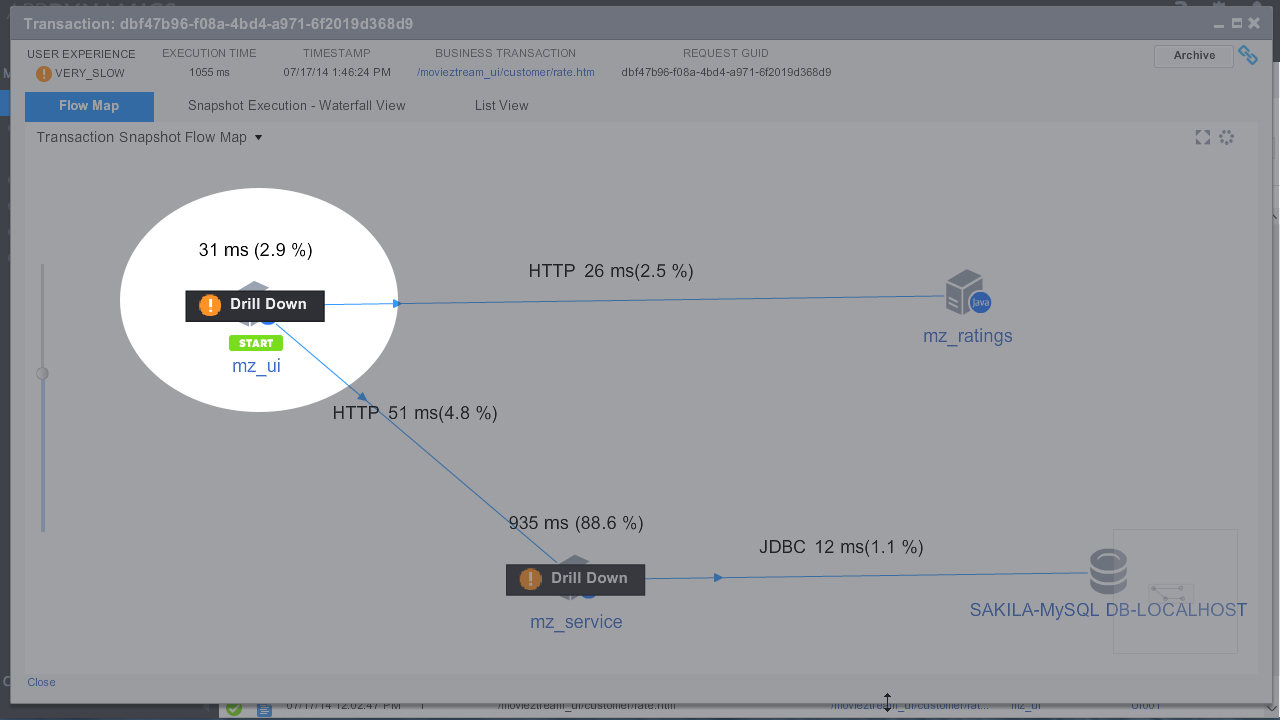 Transaction: dbf47b96-f08a-4bd4-a971-6f2019d368d9
USER EXPERIENCE EXECUTION TIME TIMESTAMP BUSINESS TRANSACTION REQUEST GUID
VERY_SLOW 1055 ms 07/17/14 1:46:24 PM /movieztream_ui/customer/rate.htm dbf47b96-f08a-4bd4-a971-6f2019d368d9
Archive
Flow Map Snapshot Execution - Waterfall View List View
Transaction Snapshot Flow Map
31 ms (2.9 %)
HTTP 26 ms(2.5 %)
Drill Down
START
mz_ui
java
mz_ratings
HTTP 51 ms(4.8 %)
935 ms (88.6 %)
JDBC 12 ms(1.1 %)
Drill Down
mz_service
SAKILA-MySQL DB-LOCALHOST
Close
07/17/14 12:02:47 PM 1 /movieztream_ui/customer/rate.htm /movieztream_ui/customer/rat... mz_ui UI001